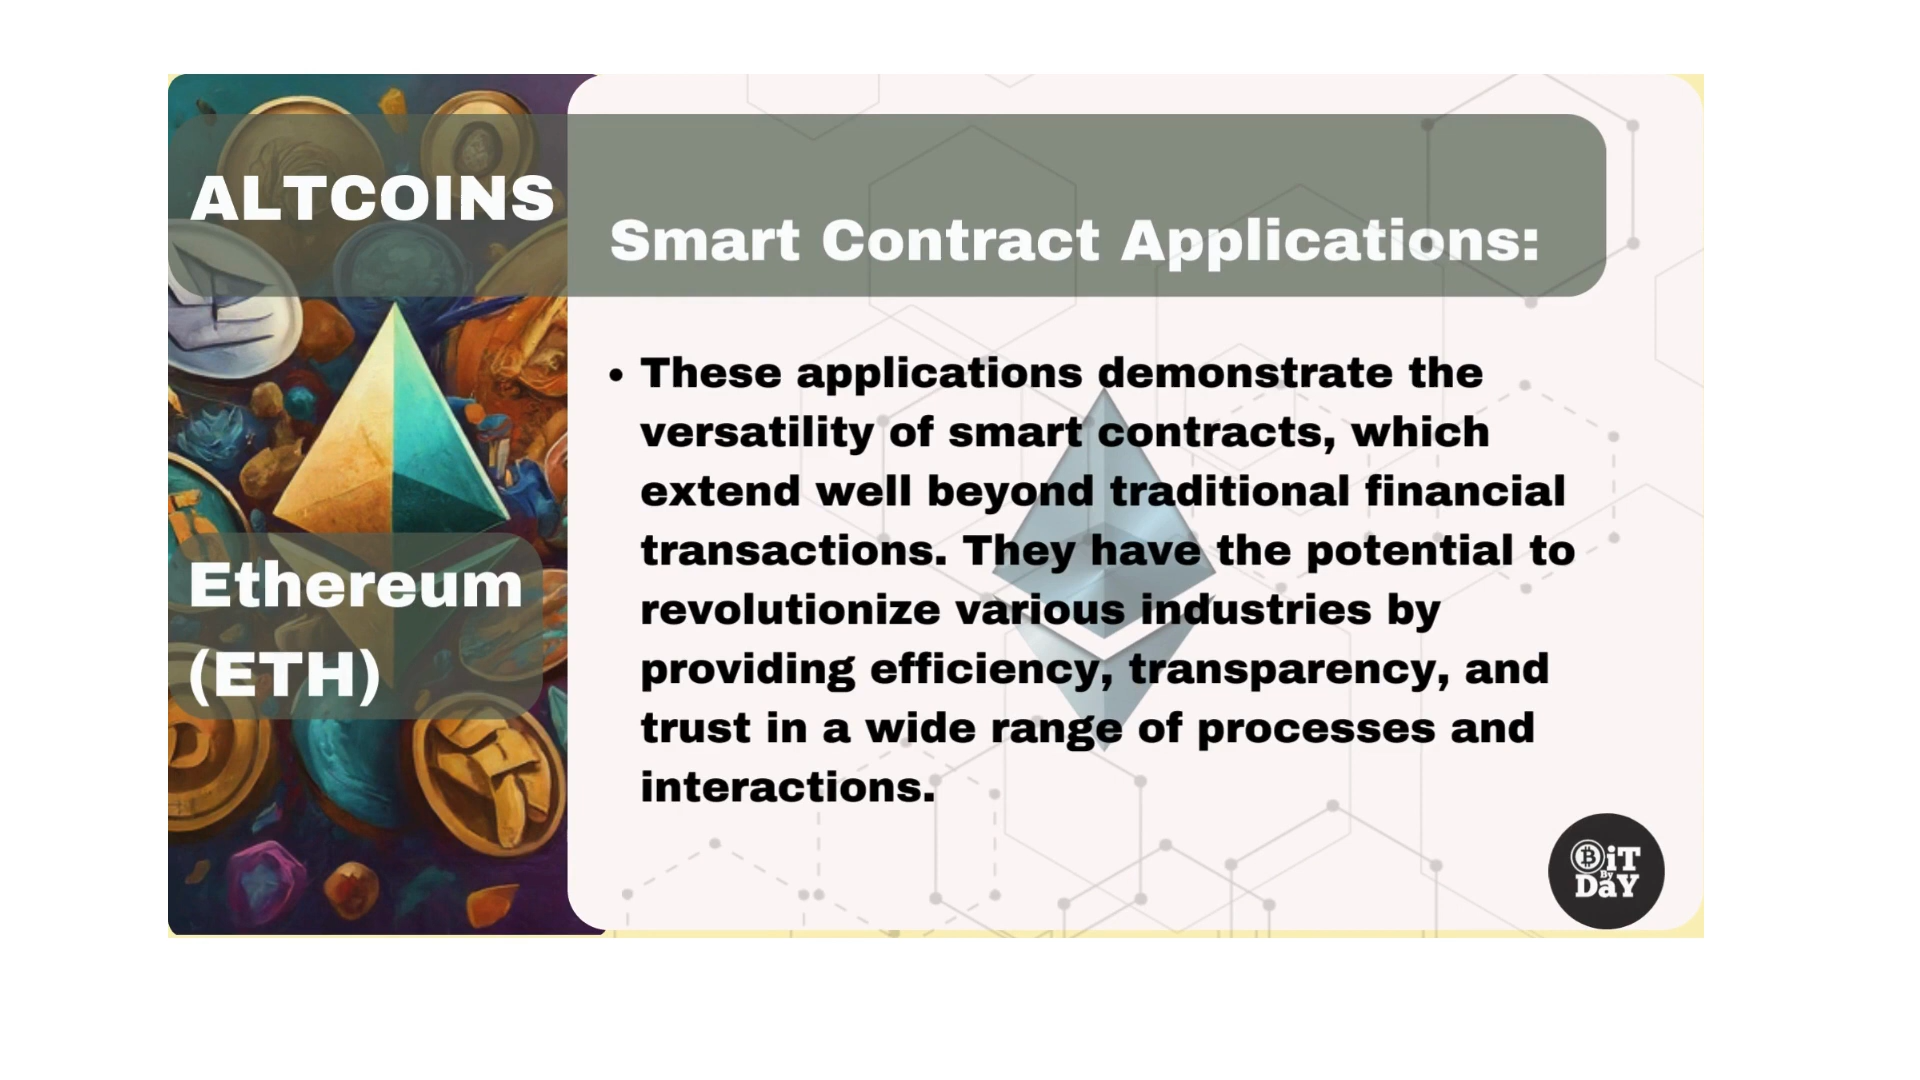 ALTCOINS
Smart Contract Applications:
Ethereum
(ETH)
• These applications demonstrate the
versatility of smart contracts, which
extend well beyond traditional financial
transactions. They have the potential to
revolutionize various industries by
providing efficiency, transparency, and
trust in a wide range of processes and
interactions.
BiT
By
DaY